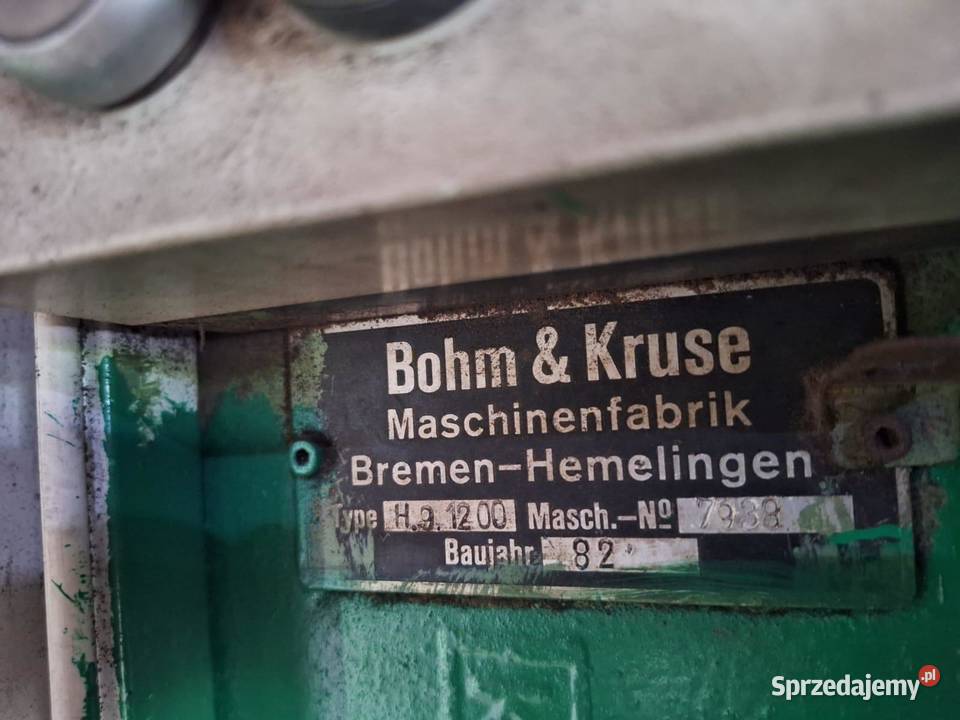 Bohm & Kruse
Maschinenfabrik
Bremen-Hemelingen
Type H.9.1200 Masch.-No 7938
Baujahr 82
Sprzedajemy.pl